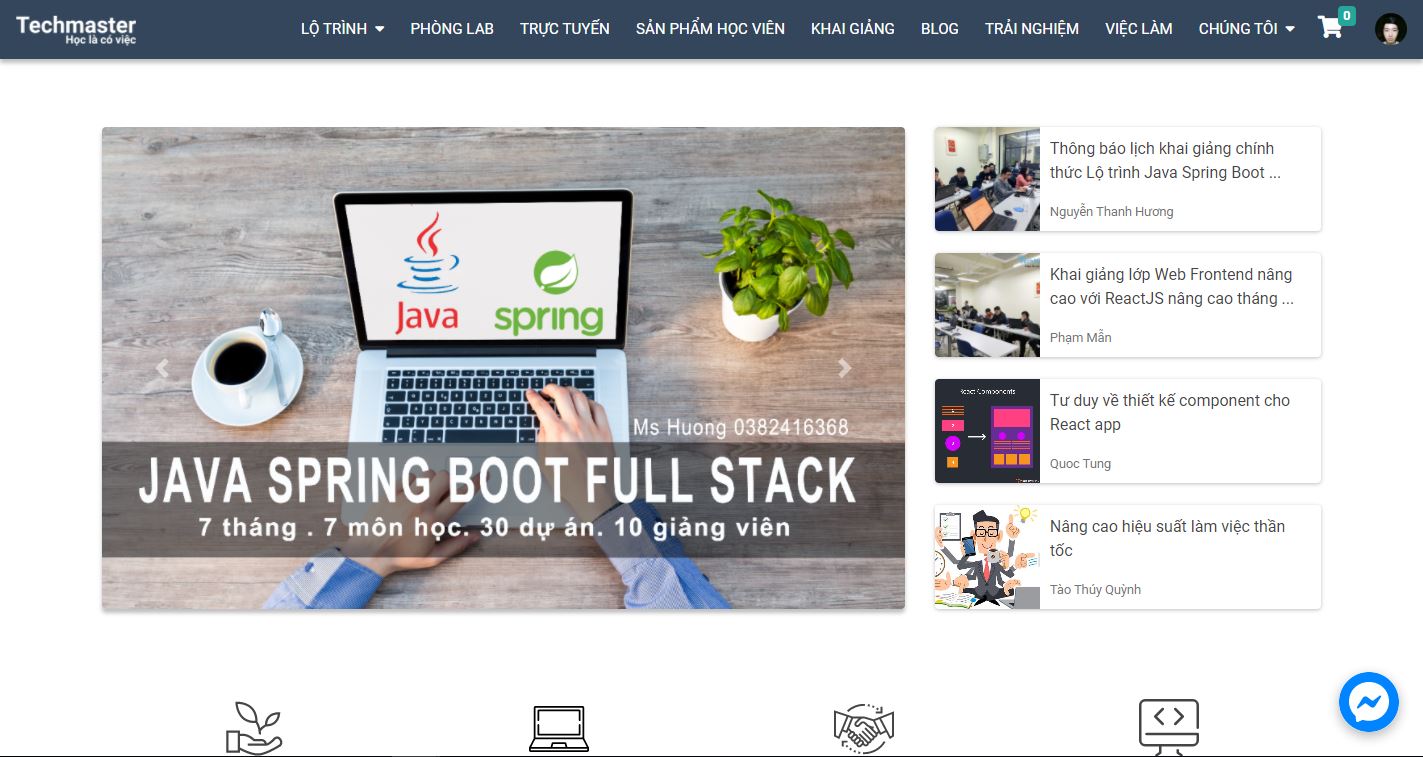 Techmaster
Học là có việc
LỘ TRÌNH
PHÒNG LAB
TRỰC TUYẾN
SẢN PHẨM HỌC VIÊN
KHAI GIẢNG
BLOG
TRẢI NGHIỆM
VIỆC LÀM
CHÚNG TÔI
0
Java
spring
Ms Huong 0382416368
JAVA SPRING BOOT FULL STACK
7 tháng . 7 môn học. 30 dự án. 10 giảng viên
Thông báo lịch khai giảng chính
thức Lộ trình Java Spring Boot ...
Nguyễn Thanh Hương
Khai giảng lớp Web Frontend nâng
cao với ReactJS nâng cao tháng ...
Phạm Mẫn
React Components
Tư duy về thiết kế component cho
React app
Quoc Tung
Nâng cao hiệu suất làm việc thần
tốc
Tào Thúy Quỳnh